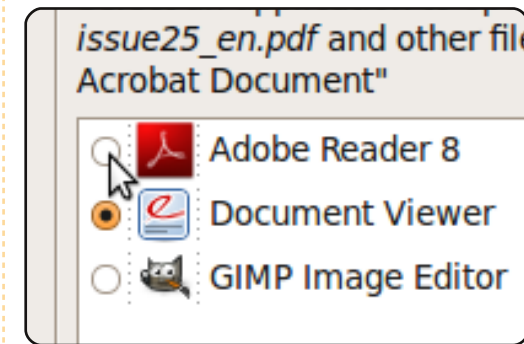 issue25_en.pdf and other file
Acrobat Document"
Adobe Reader 8
Document Viewer
GIMP Image Editor